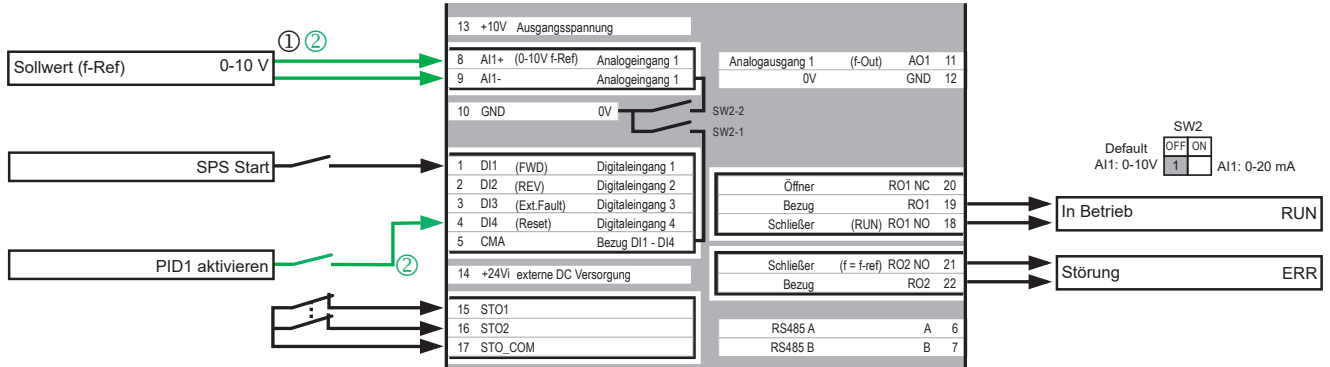 13 +10V Ausgangsspannung
① ②
Sollwert (f-Ref) 0-10 V
8 AI1+ (0-10V f-Ref) Analogeingang 1
9 AI1- Analogeingang 1
Analogausgang 1 (f-Out) AO1 11
0V GND 12
10 GND 0V
SW2-2
SW2-1
SW2
Default OFF ON
AI1: 0-10V 1 AI1: 0-20 mA
SPS Start
1 DI1 (FWD) Digitaleingang 1
2 DI2 (REV) Digitaleingang 2
3 DI3 (Ext.Fault) Digitaleingang 3
4 DI4 (Reset) Digitaleingang 4
5 CMA Bezug DI1 - DI4
Öffner RO1 NC 20
Bezug RO1 19
Schließer (RUN) RO1 NO 18
In Betrieb RUN
PID1 aktivieren
②
14 +24Vi externe DC Versorgung
Schließer (f = f-ref) RO2 NO 21
Bezug RO2 22
Störung ERR
15 STO1
16 STO2
17 STO_COM
RS485 A A 6
RS485 B B 7